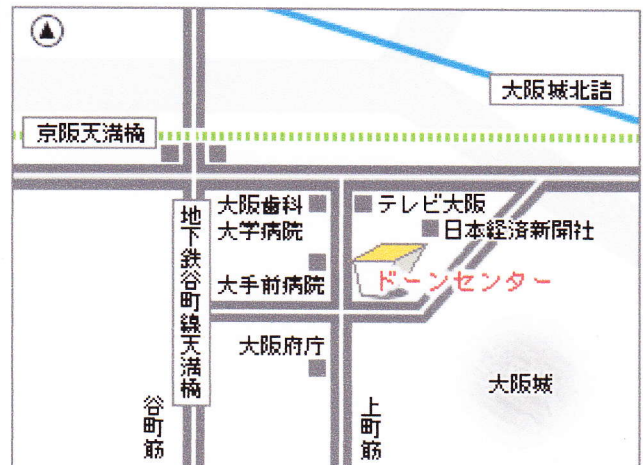 大阪城北詰
京阪天満橋
大阪歯科
大学病院
テレビ大阪
日本経済新聞社
大手前病院
ドーンセンター
地下鉄谷町線天満橋
大阪府庁
大阪城
谷町筋
上町筋